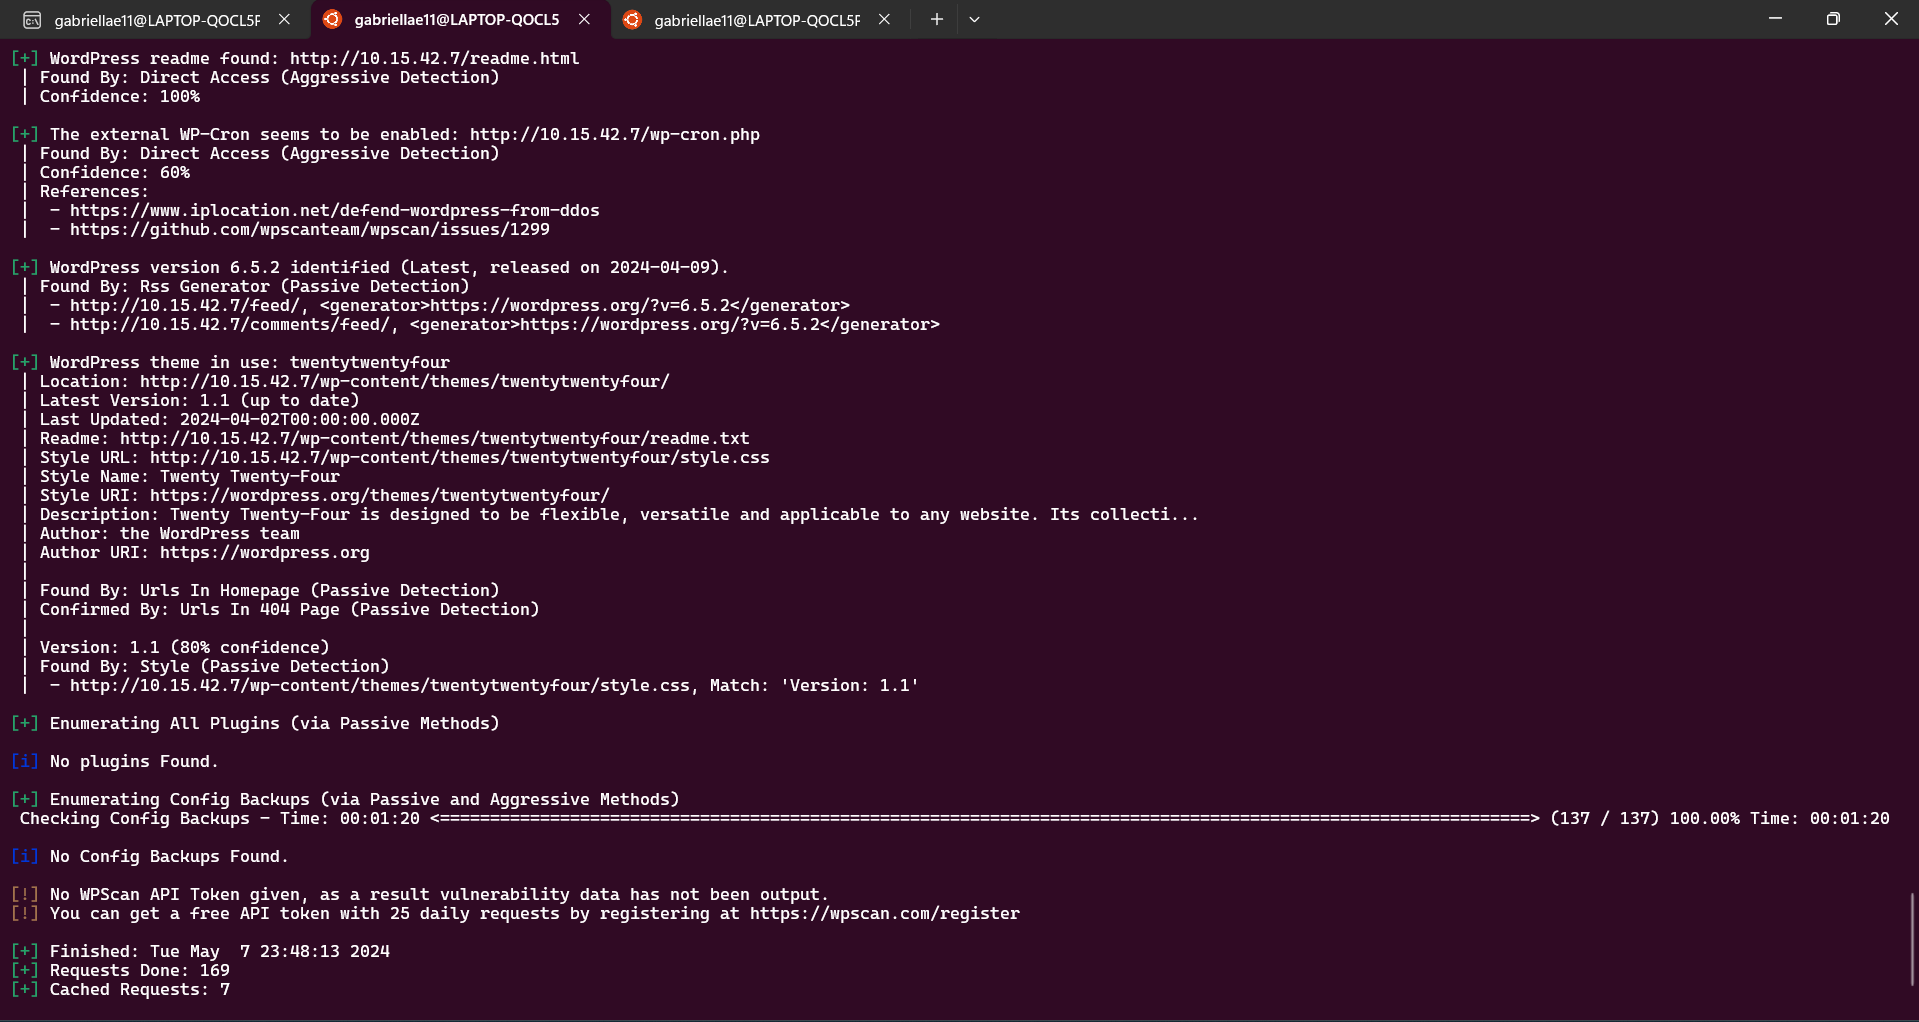 gabriellae11@LAPTOP-QOCL5F
gabriellae11@LAPTOP-QOCL5
gabriellae11@LAPTOP-QOCL5F
[+] WordPress readme found: http://10.15.42.7/readme.html
| Found By: Direct Access (Aggressive Detection)
| Confidence: 100%
[+] The external WP-Cron seems to be enabled: http://10.15.42.7/wp-cron.php
| Found By: Direct Access (Aggressive Detection)
| Confidence: 60%
| References:
|  - https://www.iplocation.net/defend-wordpress-from-ddos
|  - https://github.com/wpscanteam/wpscan/issues/1299
[+] WordPress version 6.5.2 identified (Latest, released on 2024-04-09).
| Found By: Rss Generator (Passive Detection)
|  - http://10.15.42.7/feed/, <generator>https://wordpress.org/?v=6.5.2</generator>
|  - http://10.15.42.7/comments/feed/, <generator>https://wordpress.org/?v=6.5.2</generator>
[+] WordPress theme in use: twentytwentyfour
| Location: http://10.15.42.7/wp-content/themes/twentytwentyfour/
| Latest Version: 1.1 (up to date)
| Last Updated: 2024-04-02T00:00:00.000Z
| Readme: http://10.15.42.7/wp-content/themes/twentytwentyfour/readme.txt
| Style URL: http://10.15.42.7/wp-content/themes/twentytwentyfour/style.css
| Style Name: Twenty Twenty-Four
| Style URI: https://wordpress.org/themes/twentytwentyfour/
| Description: Twenty Twenty-Four is designed to be flexible, versatile and applicable to any website. Its collecti...
| Author: the WordPress team
| Author URI: https://wordpress.org
|
| Found By: Urls In Homepage (Passive Detection)
| Confirmed By: Urls In 404 Page (Passive Detection)
|
| Version: 1.1 (80% confidence)
| Found By: Style (Passive Detection)
|  - http://10.15.42.7/wp-content/themes/twentytwentyfour/style.css, Match: 'Version: 1.1'
[+] Enumerating All Plugins (via Passive Methods)
[i] No plugins Found.
[+] Enumerating Config Backups (via Passive and Aggressive Methods)
Checking Config Backups - Time: 00:01:20 <=============================================================================================================> (137 / 137) 100.00% Time: 00:01:20
[i] No Config Backups Found.
[!] No WPScan API Token given, as a result vulnerability data has not been output.
[!] You can get a free API token with 25 daily requests by registering at https://wpscan.com/register
[+] Finished: Tue May  7 23:48:13 2024
[+] Requests Done: 169
[+] Cached Requests: 7